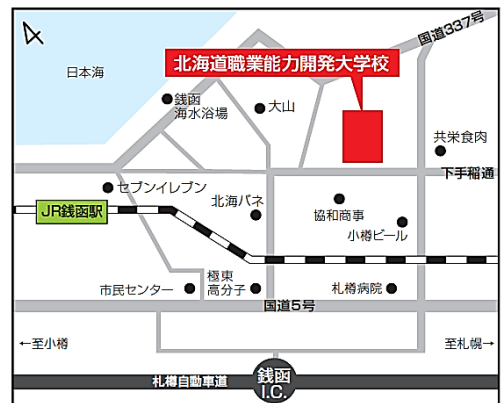 国道337号
日本海
北海道職業能力開発大学校
銭函
海水浴場
大山
共栄食肉
下手稲通
セブンイレブン
JR銭函駅
北海バネ
協和商事
小樽ビール
市民センター
極東
高分子
札樽病院
国道5号
←至小樽
至札幌→
札樽自動車道
銭函
I.C.